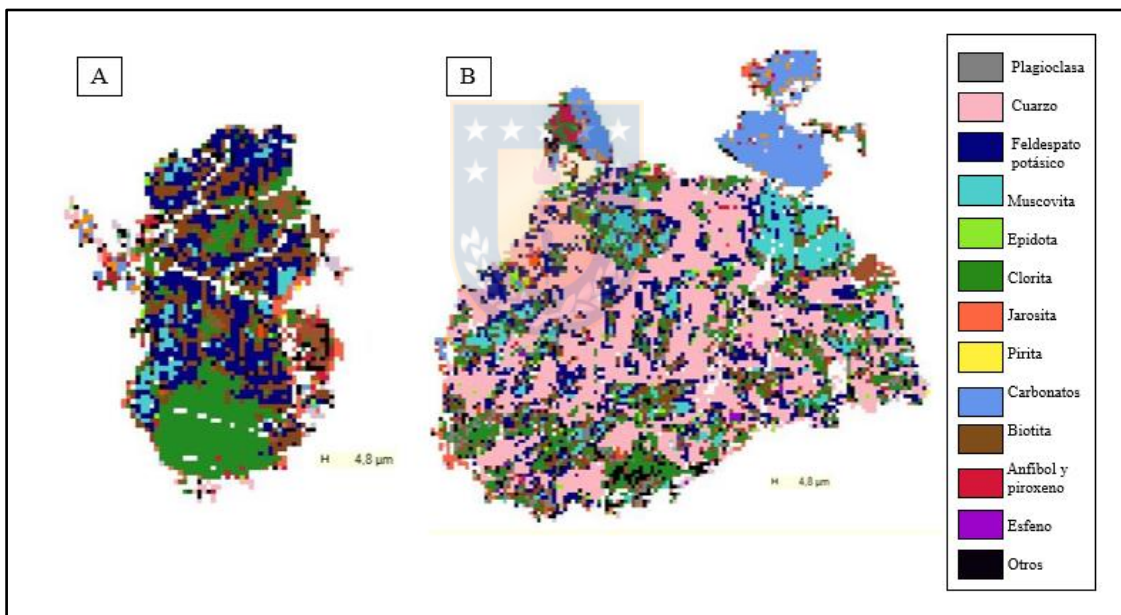 A
B
4,8 µm
4,8 µm
Plagioclasa
Cuarzo
Feldespato
potásico
Muscovita
Epidota
Clorita
Jarosita
Pirita
Carbonatos
Biotita
Anfibol y
piroxeno
Esfeno
Otros